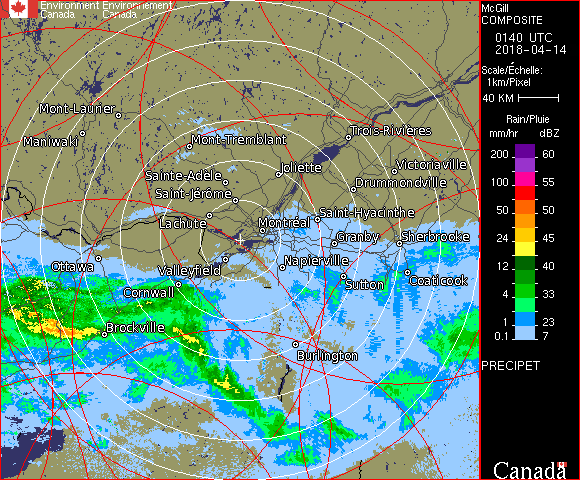 Environment Environnement
Canada Canada
McGill
COMPOSITE
0140 UTC
2018-04-14
Scale/Échelle:
1km/Pixel
40 KM
Rain/Pluie
mm/hr dBZ
200 60
150 65
100 55
50 50
24 45
12 40
4 33
1 23
0.1 7
PRECIPET
Canada
Mont-Laurier
Maniwaki
Mont-Tremblant
Trois-Rivières
Sainte-Adèle
Joliette
Victoriaville
Saint-Jérôme
Drummondville
Lachute
Montréal
Saint-Hyacinthe
Granby
Sherbrooke
Ottawa
Valleyfield
Napierville
Cornwall
Sutton
Coaticook
Brockville
Burlington